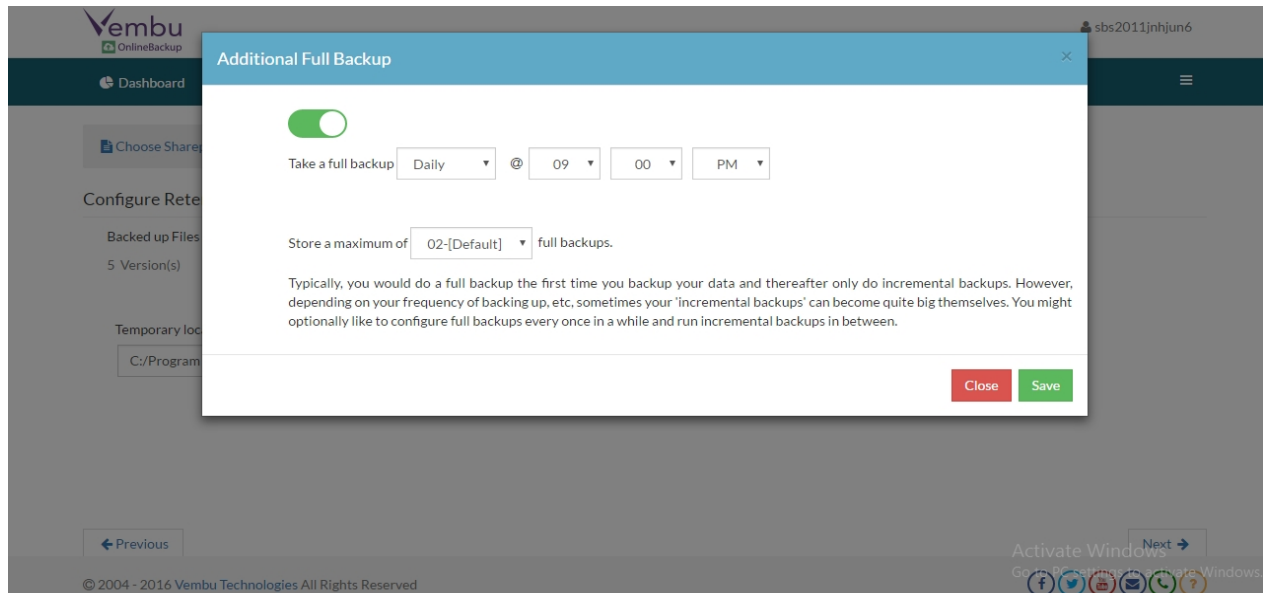 Vembu
OnlineBackup
sbs2011jnhjun6
Additional Full Backup
×
Dashboard
Choose Share
Take a full backup Daily @ 09 00 PM
Configure Rete
Backed up Files
5 Version(s)
Store a maximum of 02-[Default] full backups.
Typically, you would do a full backup the first time you backup your data and thereafter only do incremental backups. However,
depending on your frequency of backing up, etc, sometimes your 'incremental backups' can become quite big themselves. You might
optionally like to configure full backups every once in a while and run incremental backups in between.
Temporary loc
C:/Program
Close Save
Previous
Next
Activate Windows
Go to PC settings to activate Windows.
© 2004 - 2016 Vembu Technologies All Rights Reserved